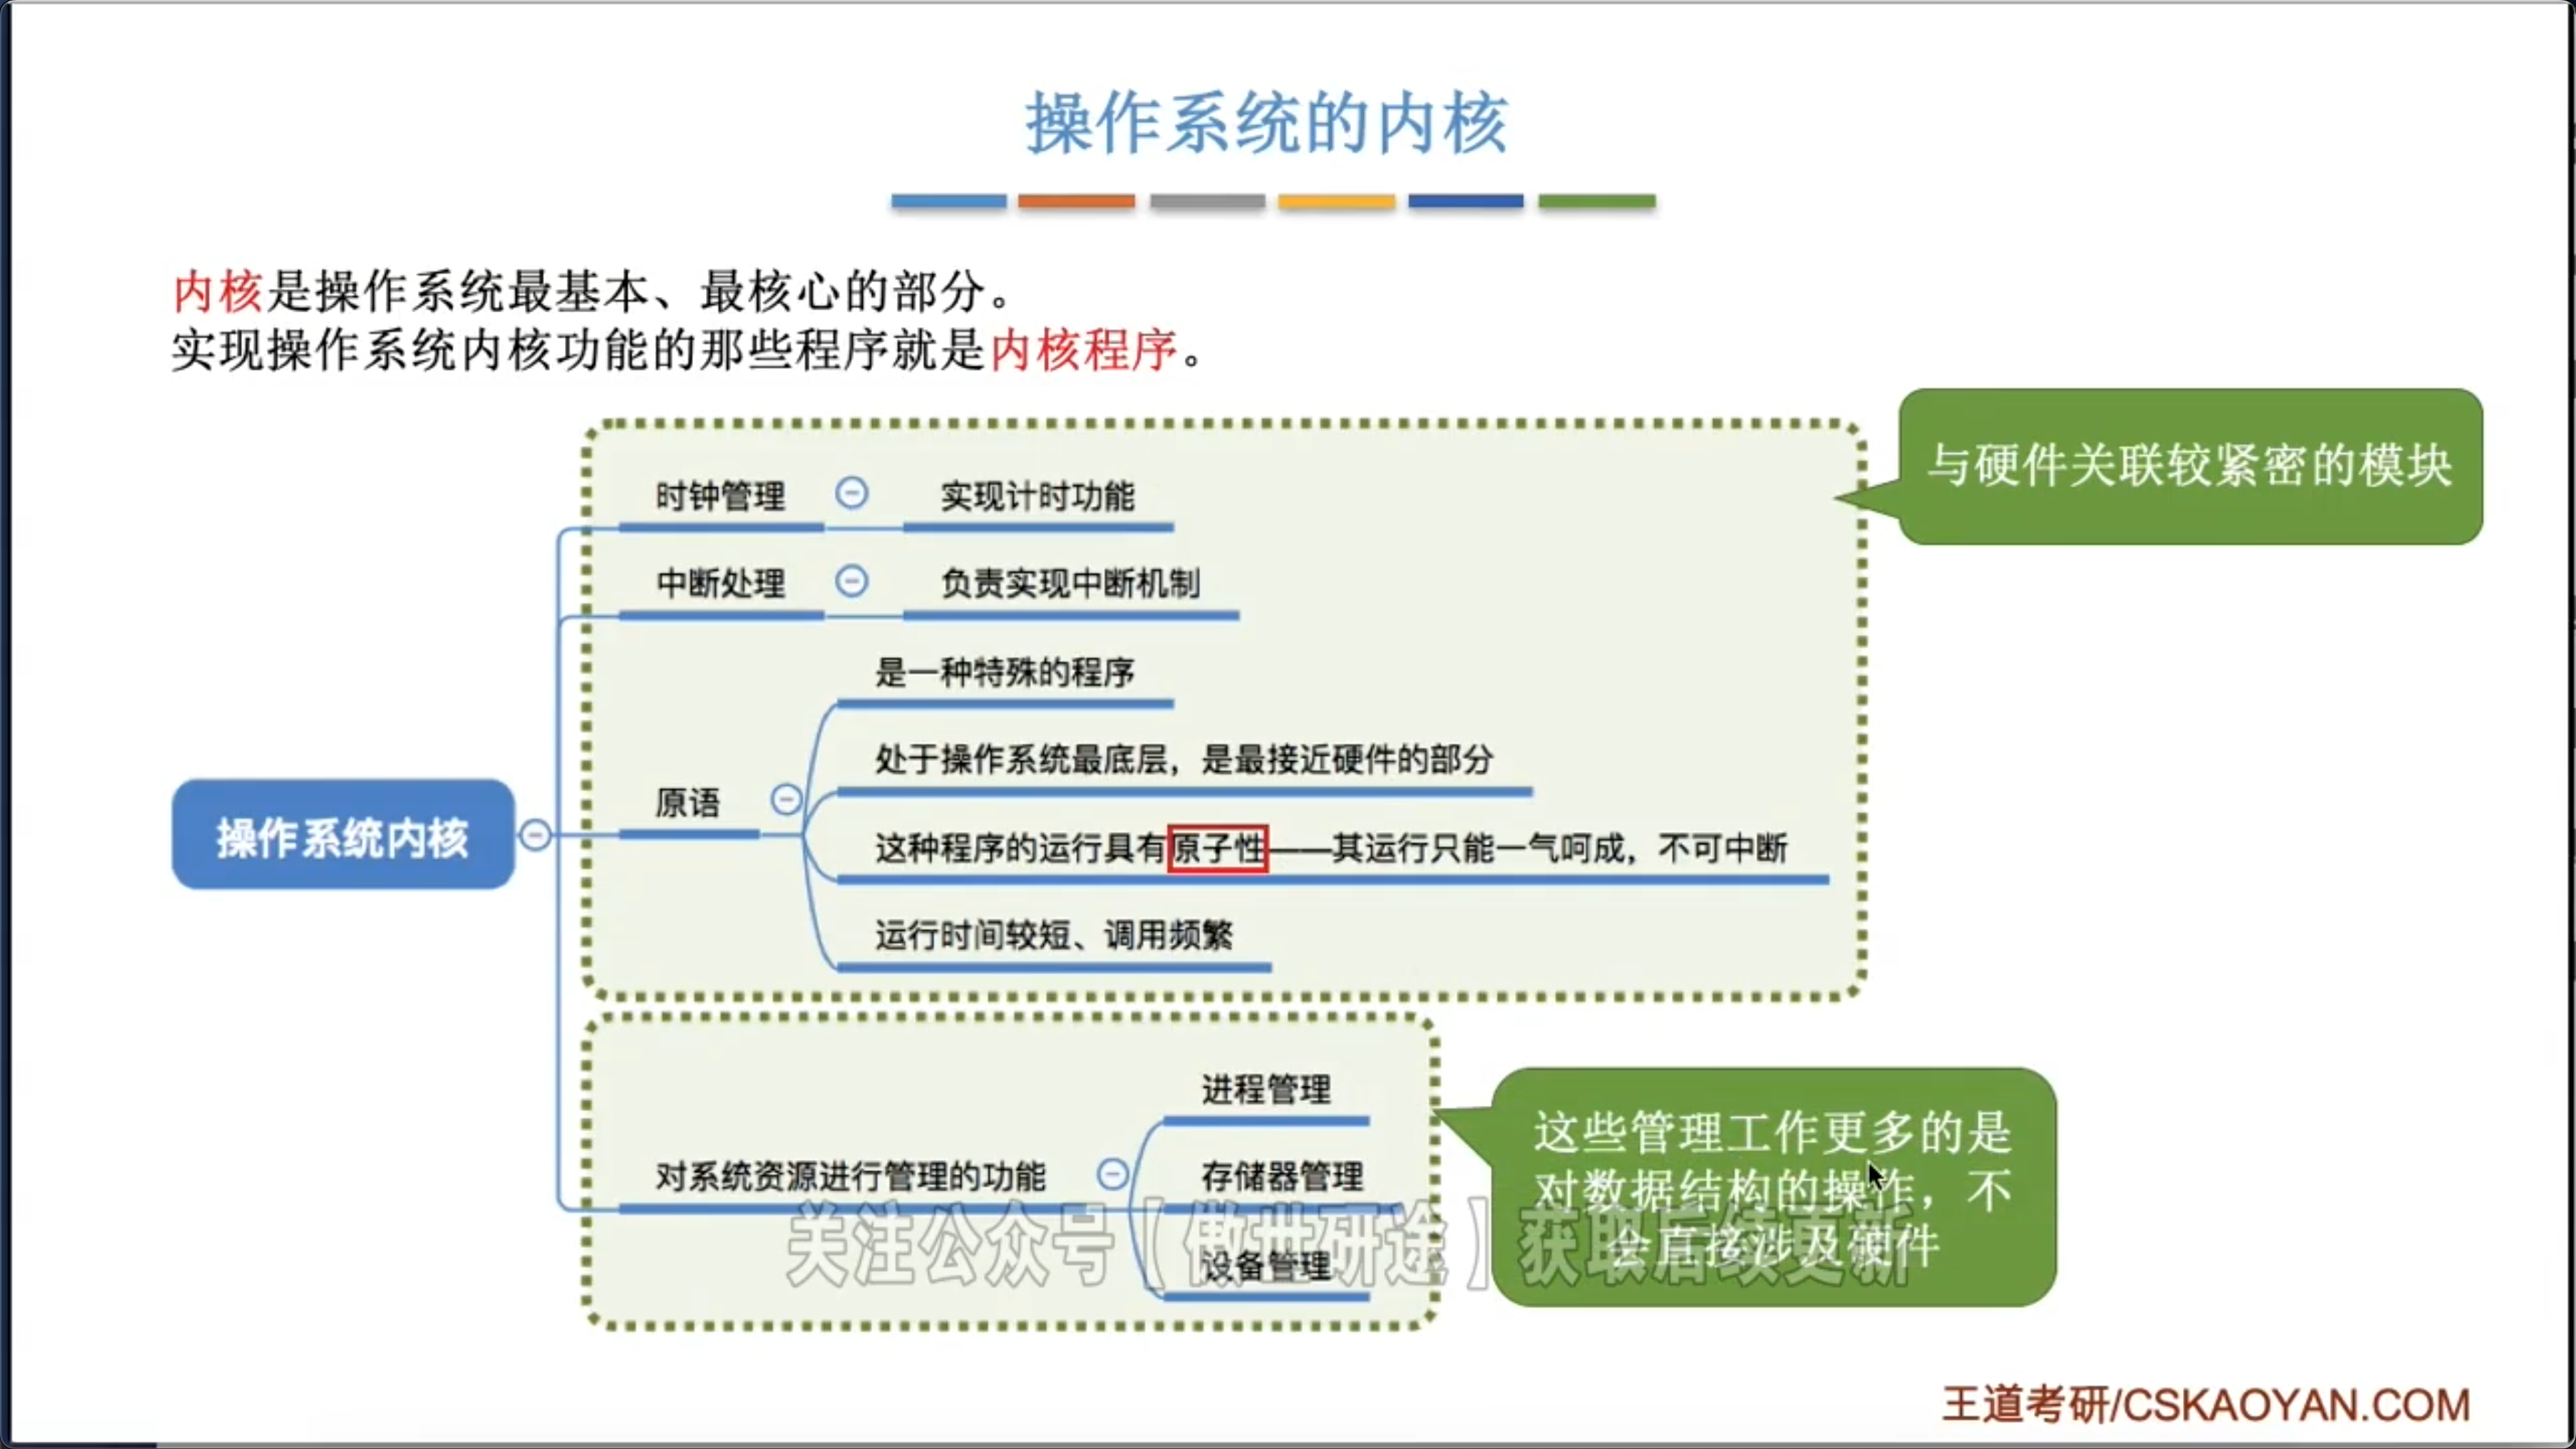 操作系统的内核
内核是操作系统最基本、最核心的部分。
实现操作系统内核功能的那些程序就是内核程序。
与硬件关联较紧密的模块
时钟管理 实现计时功能
中断处理 负责实现中断机制
是一种特殊的程序
处于操作系统最底层，是最接近硬件的部分
原语
这种程序的运行具有原子性——其运行只能一气呵成，不可中断
运行时间较短、调用频繁
操作系统内核
进程管理
对系统资源进行管理的功能 存储器管理
设备管理
这些管理工作更多的是
对数据结构的操作，不
会直接涉及硬件
关注公众号【傲世研途】获取后续更新
王道考研/CSKAOYAN.COM